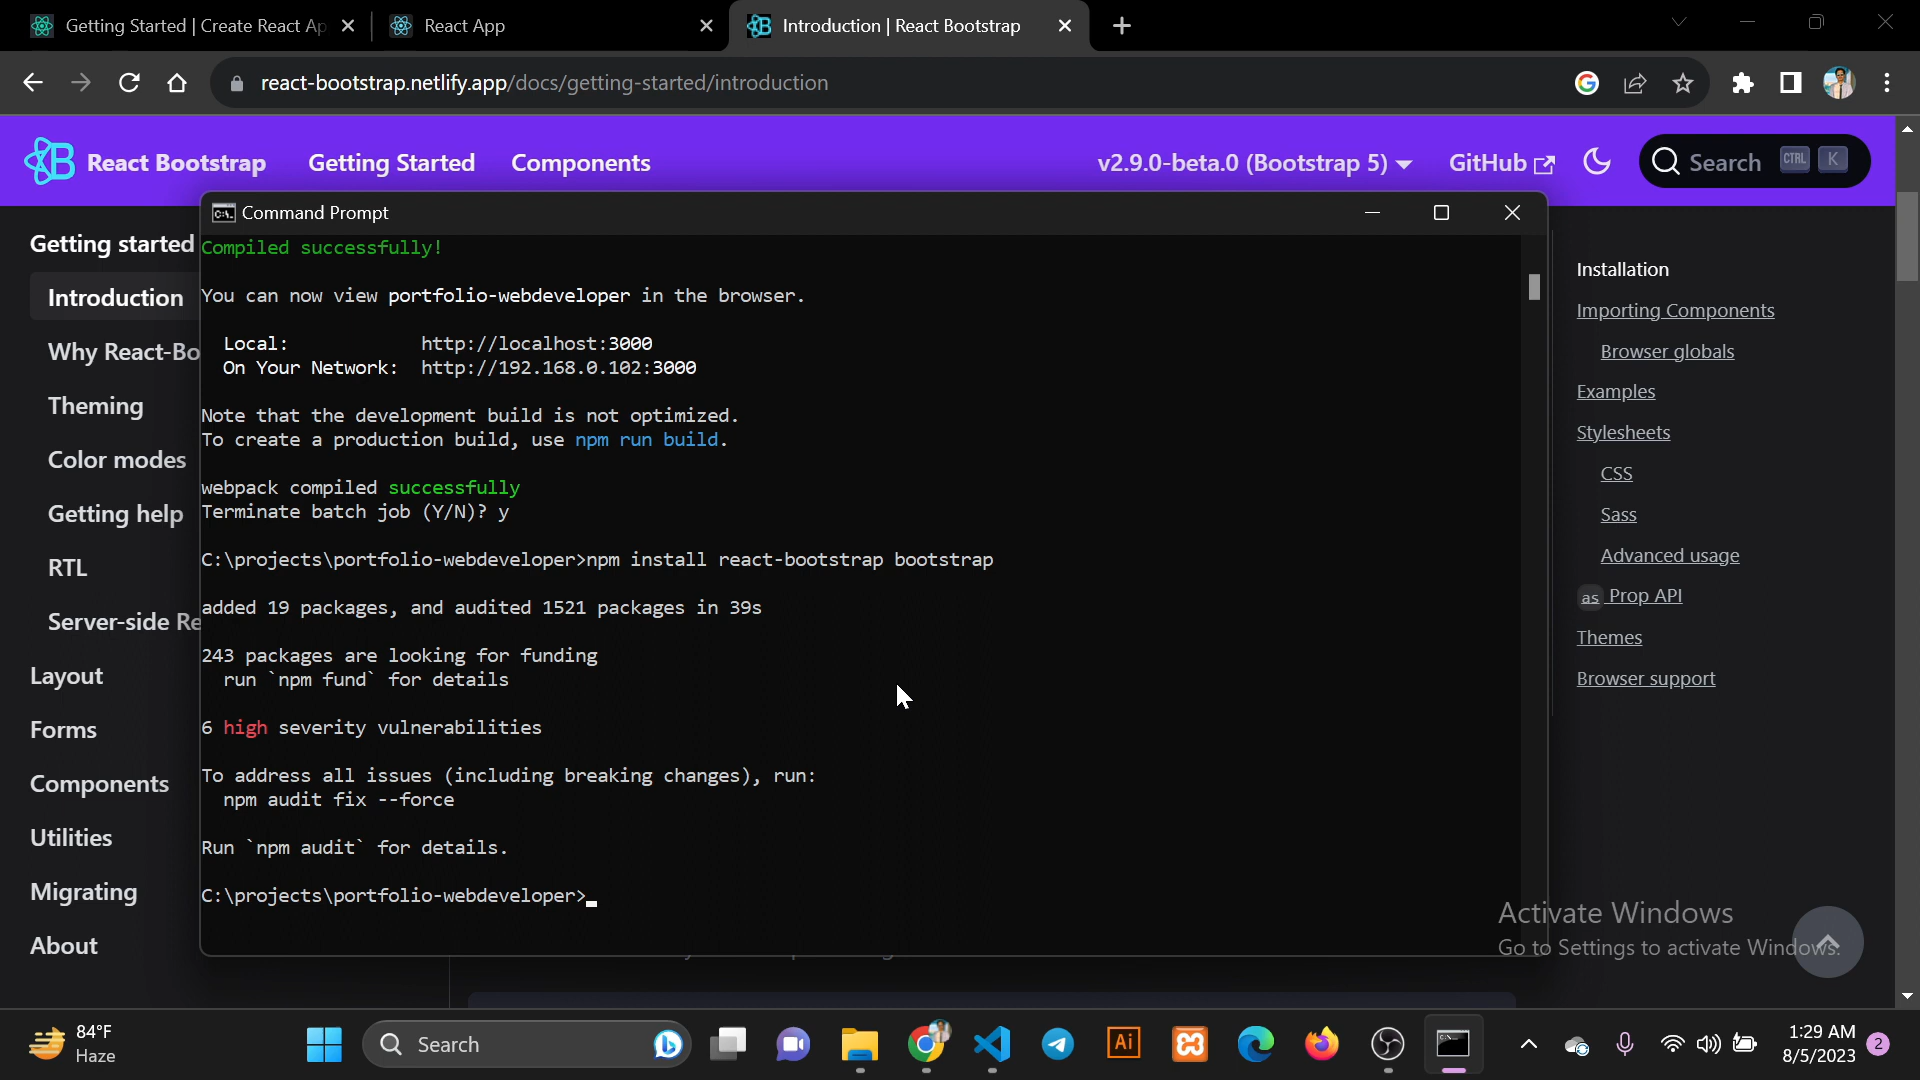 Getting Started | Create React Ap
React App
Introduction | React Bootstrap
react-bootstrap.netlify.app/docs/getting-started/introduction
React Bootstrap
Getting Started
Components
v2.9.0-beta.0 (Bootstrap 5)
GitHub
Search
CTRL
K
Getting started
Introduction
Why React-Bo
Theming
Color modes
Getting help
RTL
Server-side Re
Layout
Forms
Components
Utilities
Migrating
About
Command Prompt
Compiled successfully!
You can now view portfolio-webdeveloper in the browser.
Local: http://localhost:3000
On Your Network: http://192.168.0.102:3000
Note that the development build is not optimized.
To create a production build, use npm run build.
webpack compiled successfully
Terminate batch job (Y/N)? y
C:\projects\portfolio-webdeveloper>npm install react-bootstrap bootstrap
added 19 packages, and audited 1521 packages in 39s
243 packages are looking for funding
run `npm fund` for details
6 high severity vulnerabilities
To address all issues (including breaking changes), run:
npm audit fix --force
Run `npm audit` for details.
C:\projects\portfolio-webdeveloper>
Installation
Importing Components
Browser globals
Examples
Stylesheets
CSS
Sass
Advanced usage
as Prop API
Themes
Browser support
Activate Windows
Go to Settings to activate Windows.
84°F
Haze
Search
Ai
1:29 AM
8/5/2023
2